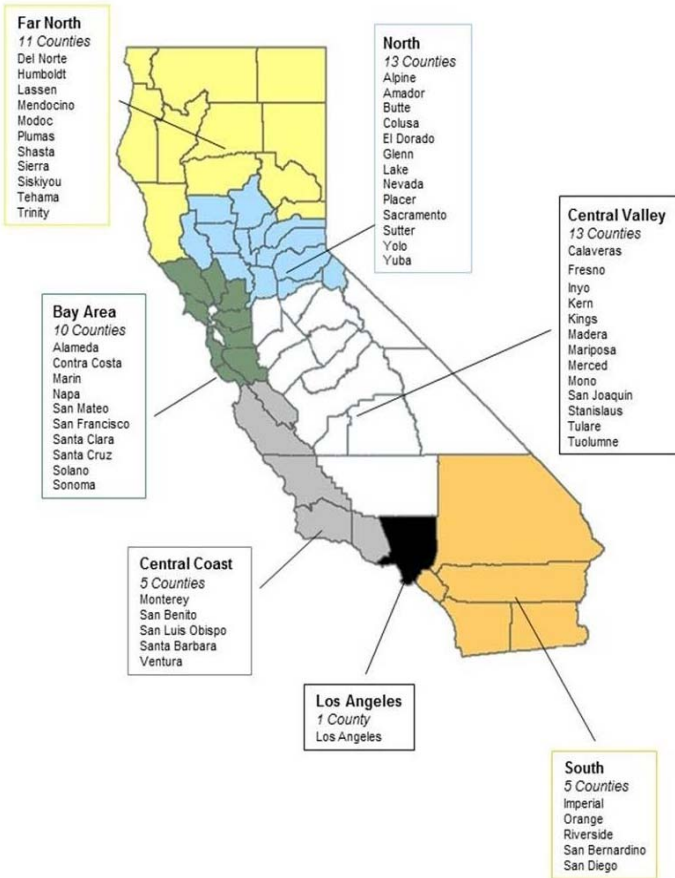 Far North
11 Counties
Del Norte
Humboldt
Lassen
Mendocino
Modoc
Plumas
Shasta
Sierra
Siskiyou
Tehama
Trinity
North
13 Counties
Alpine
Amador
Butte
Colusa
El Dorado
Glenn
Lake
Nevada
Placer
Sacramento
Sutter
Yolo
Yuba
Central Valley
13 Counties
Calaveras
Fresno
Inyo
Kern
Kings
Madera
Mariposa
Merced
Mono
San Joaquin
Stanislaus
Tulare
Tuolumne
Bay Area
10 Counties
Alameda
Contra Costa
Marin
Napa
San Mateo
San Francisco
Santa Clara
Santa Cruz
Solano
Sonoma
Central Coast
5 Counties
Monterey
San Benito
San Luis Obispo
Santa Barbara
Ventura
Los Angeles
1 County
Los Angeles
South
5 Counties
Imperial
Orange
Riverside
San Bernardino
San Diego